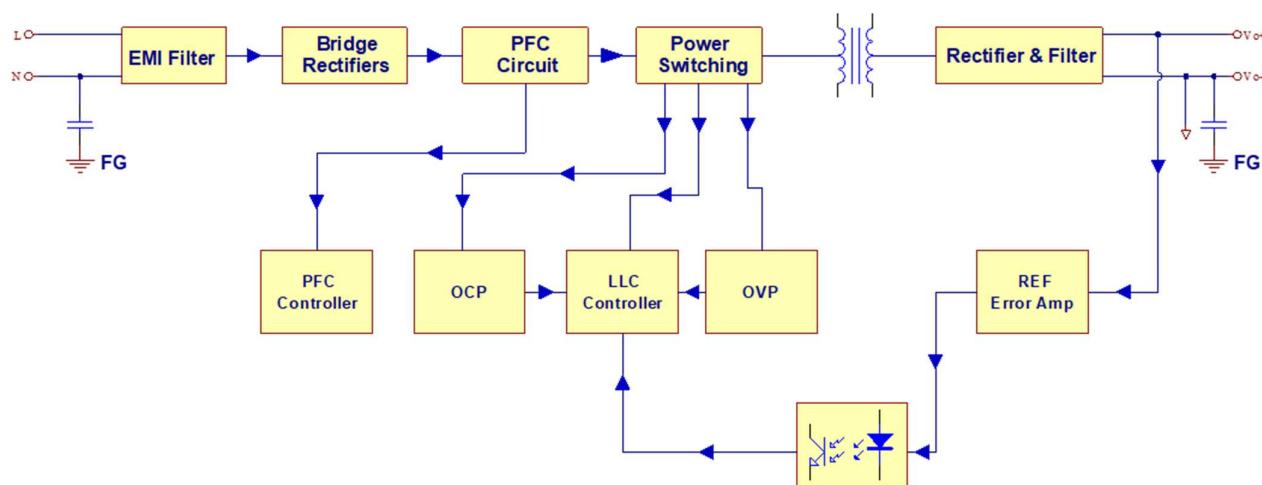 L
N
EMI Filter
Bridge
Rectifiers
PFC
Circuit
Power
Switching
Rectifier & Filter
Vo+
Vo-
FG
FG
PFC
Controller
OCP
LLC
Controller
OVP
REF
Error Amp